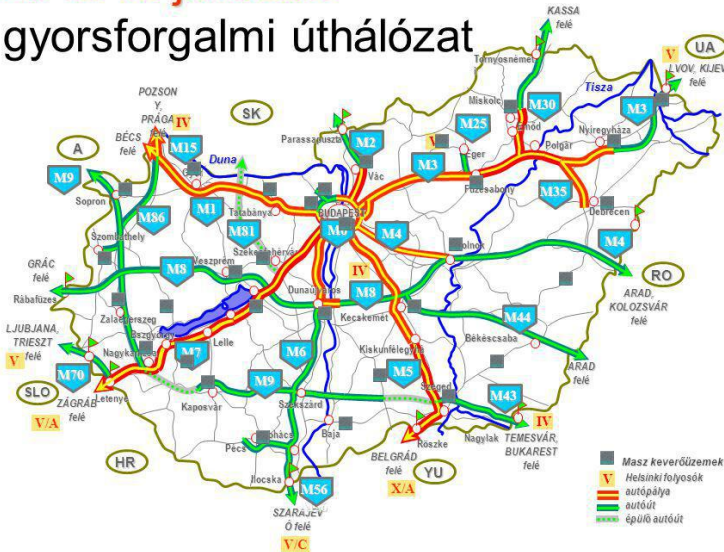 gyorsforgalmi úthálózat
KASSA
felé
UA
LVOV, KIJEV
felé
V
Tornyosnémeti
Tisza
POZSON
Y,
PRÁGA
felé
BÉCS
felé
IV
SK
Miskolc
M30
M3
M15
Parassapuszta
M2
M25
Eger
Emőd
Polgár
Nyíregyháza
A
M9
Duna
Győr
Vác
M3
Füzesabony
M35
Sopron
M86
M1
Tatabánya
BUDAPEST
M0
M4
Debrecen
M4
Szombathely
M81
Székesfehérvár
Szolnok
GRÁC
felé
M8
Veszprém
IV
RO
Rábafüzes
Dunaújváros
M8
ARAD,
KOLOZSVÁR
felé
Zalaegerszeg
Kecskemét
M44
LJUBJANA,
TRIESZT
felé
V
Nagykanizsa
M7
Lelle
M6
Kiskunfélegyháza
Békéscsaba
ARAD
felé
M70
SLO
Letenye
M9
M5
Szeged
M43
V/A
ZÁGRÁB
felé
Kaposvár
Szekszárd
IV
Pécs
Mohács
Baja
Röszke
Nagylak
TEMESVÁR,
BUKAREST
felé
HR
BELGRÁD
felé
YU
X/A
Ilocska
M56
SZARAJEV
Ó felé
V/C
Masz keverőüzemek
V Helsinki folyosók
autópálya
autóút
épülő autóút